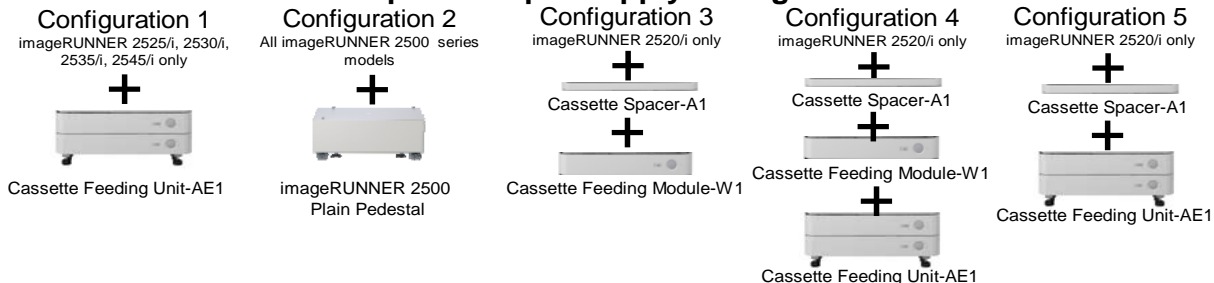 Configuration 1
imageRUNNER 2525/i, 2530/i,
2535/i, 2545/i only
Cassette Feeding Unit-AE1
Configuration 2
All imageRUNNER 2500 series
models
imageRUNNER 2500
Plain Pedestal
Configuration 3
imageRUNNER 2520/i only
Cassette Spacer-A1
Cassette Feeding Module-W1
Configuration 4
imageRUNNER 2520/i only
Cassette Spacer-A1
Cassette Feeding Module-W1
Cassette Feeding Unit-AE1
Configuration 5
imageRUNNER 2520/i only
Cassette Spacer-A1
Cassette Feeding Unit-AE1